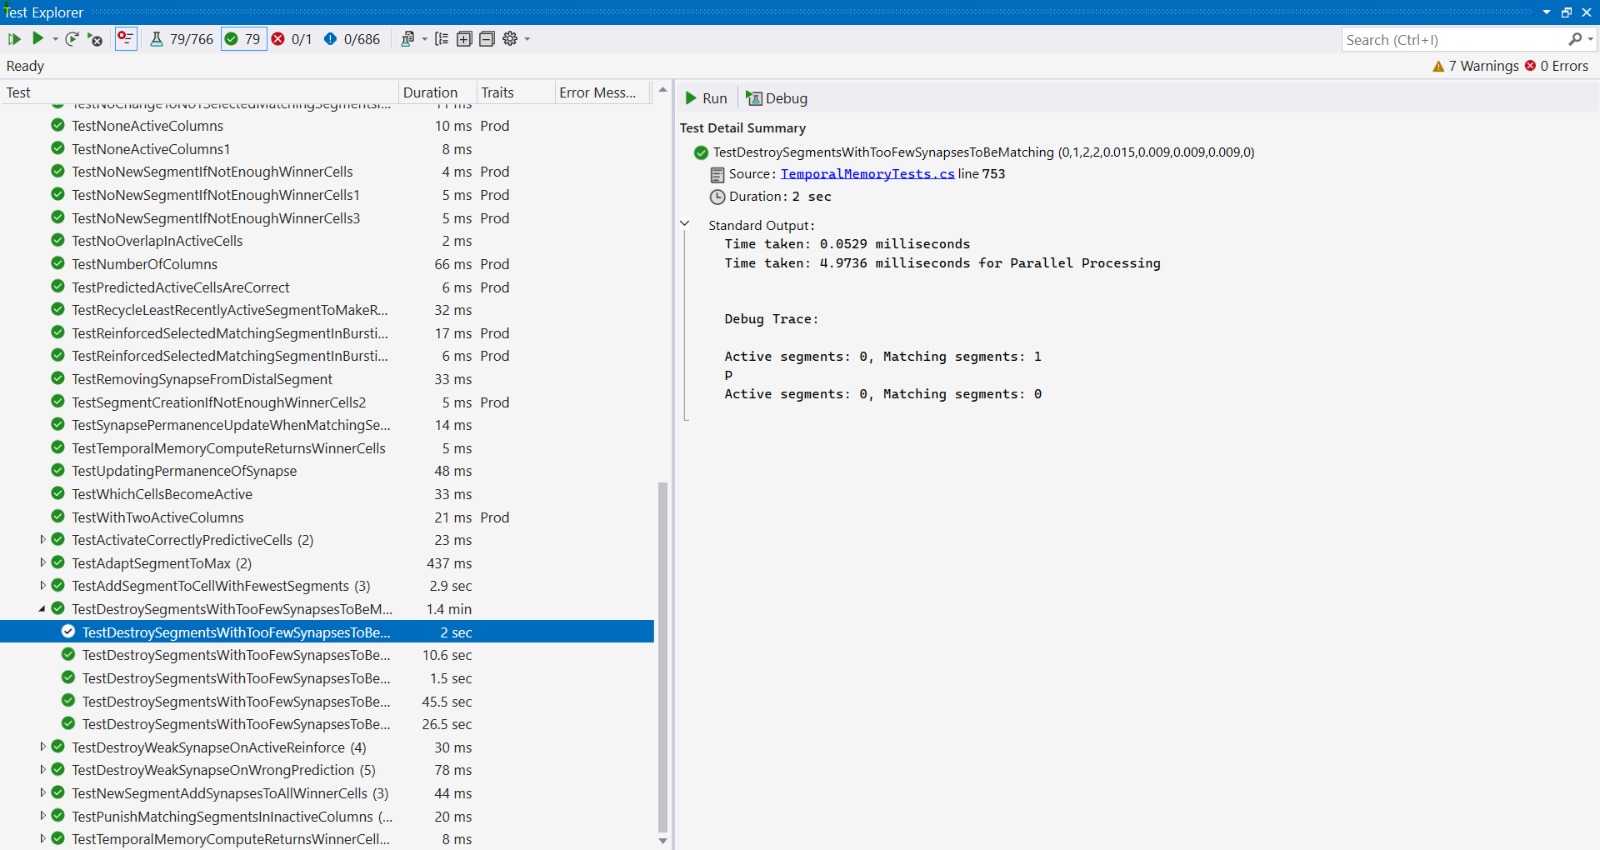 Test Explorer
79/766 79 0/1 0/686 Search (Ctrl+I)
Ready 7 Warnings 0 Errors
Test Duration Traits Error Mess...
11 ms
TestNoneActiveColumns 10 ms Prod
TestNoneActiveColumns1 8 ms
TestNoNewSegmentIfNotEnoughWinnerCells 4 ms Prod
TestNoNewSegmentIfNotEnoughWinnerCells1 5 ms Prod
TestNoNewSegmentIfNotEnoughWinnerCells3 5 ms Prod
TestNoOverlapInActiveCells 2 ms
TestNumberOfColumns 66 ms Prod
TestPredictedActiveCellsAreCorrect 6 ms Prod
TestRecycleLeastRecentlyActiveSegmentToMakeR... 32 ms
TestReinforcedSelectedMatchingSegmentInBursti... 17 ms Prod
TestReinforcedSelectedMatchingSegmentInBursti... 6 ms Prod
TestRemovingSynapseFromDistalSegment 33 ms
TestSegmentCreationIfNotEnoughWinnerCells2 5 ms Prod
TestSynapsePermanenceUpdateWhenMatchingSe... 14 ms
TestTemporalMemoryComputeReturnsWinnerCells 5 ms
TestUpdatingPermanenceOfSynapse 48 ms
TestWhichCellsBecomeActive 33 ms
TestWithTwoActiveColumns 21 ms Prod
TestActivateCorrectlyPredictiveCells (2) 23 ms
TestAdaptSegmentToMax (2) 437 ms
TestAddSegmentToCellWithFewestSegments (3) 2.9 sec
TestDestroySegmentsWithTooFewSynapsesToBeM... 1.4 min
TestDestroySegmentsWithTooFewSynapsesToBe... 2 sec
TestDestroySegmentsWithTooFewSynapsesToBe... 10.6 sec
TestDestroySegmentsWithTooFewSynapsesToBe... 1.5 sec
TestDestroySegmentsWithTooFewSynapsesToBe... 45.5 sec
TestDestroySegmentsWithTooFewSynapsesToBe... 26.5 sec
TestDestroyWeakSynapseOnActiveReinforce (4) 30 ms
TestDestroyWeakSynapseOnWrongPrediction (5) 78 ms
TestNewSegmentAddSynapsesToAllWinnerCells (3) 44 ms
TestPunishMatchingSegmentsInInactiveColumns (... 20 ms
TestTemporalMemoryComputeReturnsWinnerCell... 8 ms
Run Debug
Test Detail Summary
TestDestroySegmentsWithTooFewSynapsesToBeMatching (0,1,2,2,0.015,0.009,0.009,0.009,0)
Source: TemporalMemoryTests.cs line 753
Duration: 2 sec
Standard Output:
Time taken: 0.0529 milliseconds
Time taken: 4.9736 milliseconds for Parallel Processing
Debug Trace:
Active segments: 0, Matching segments: 1
P
Active segments: 0, Matching segments: 0